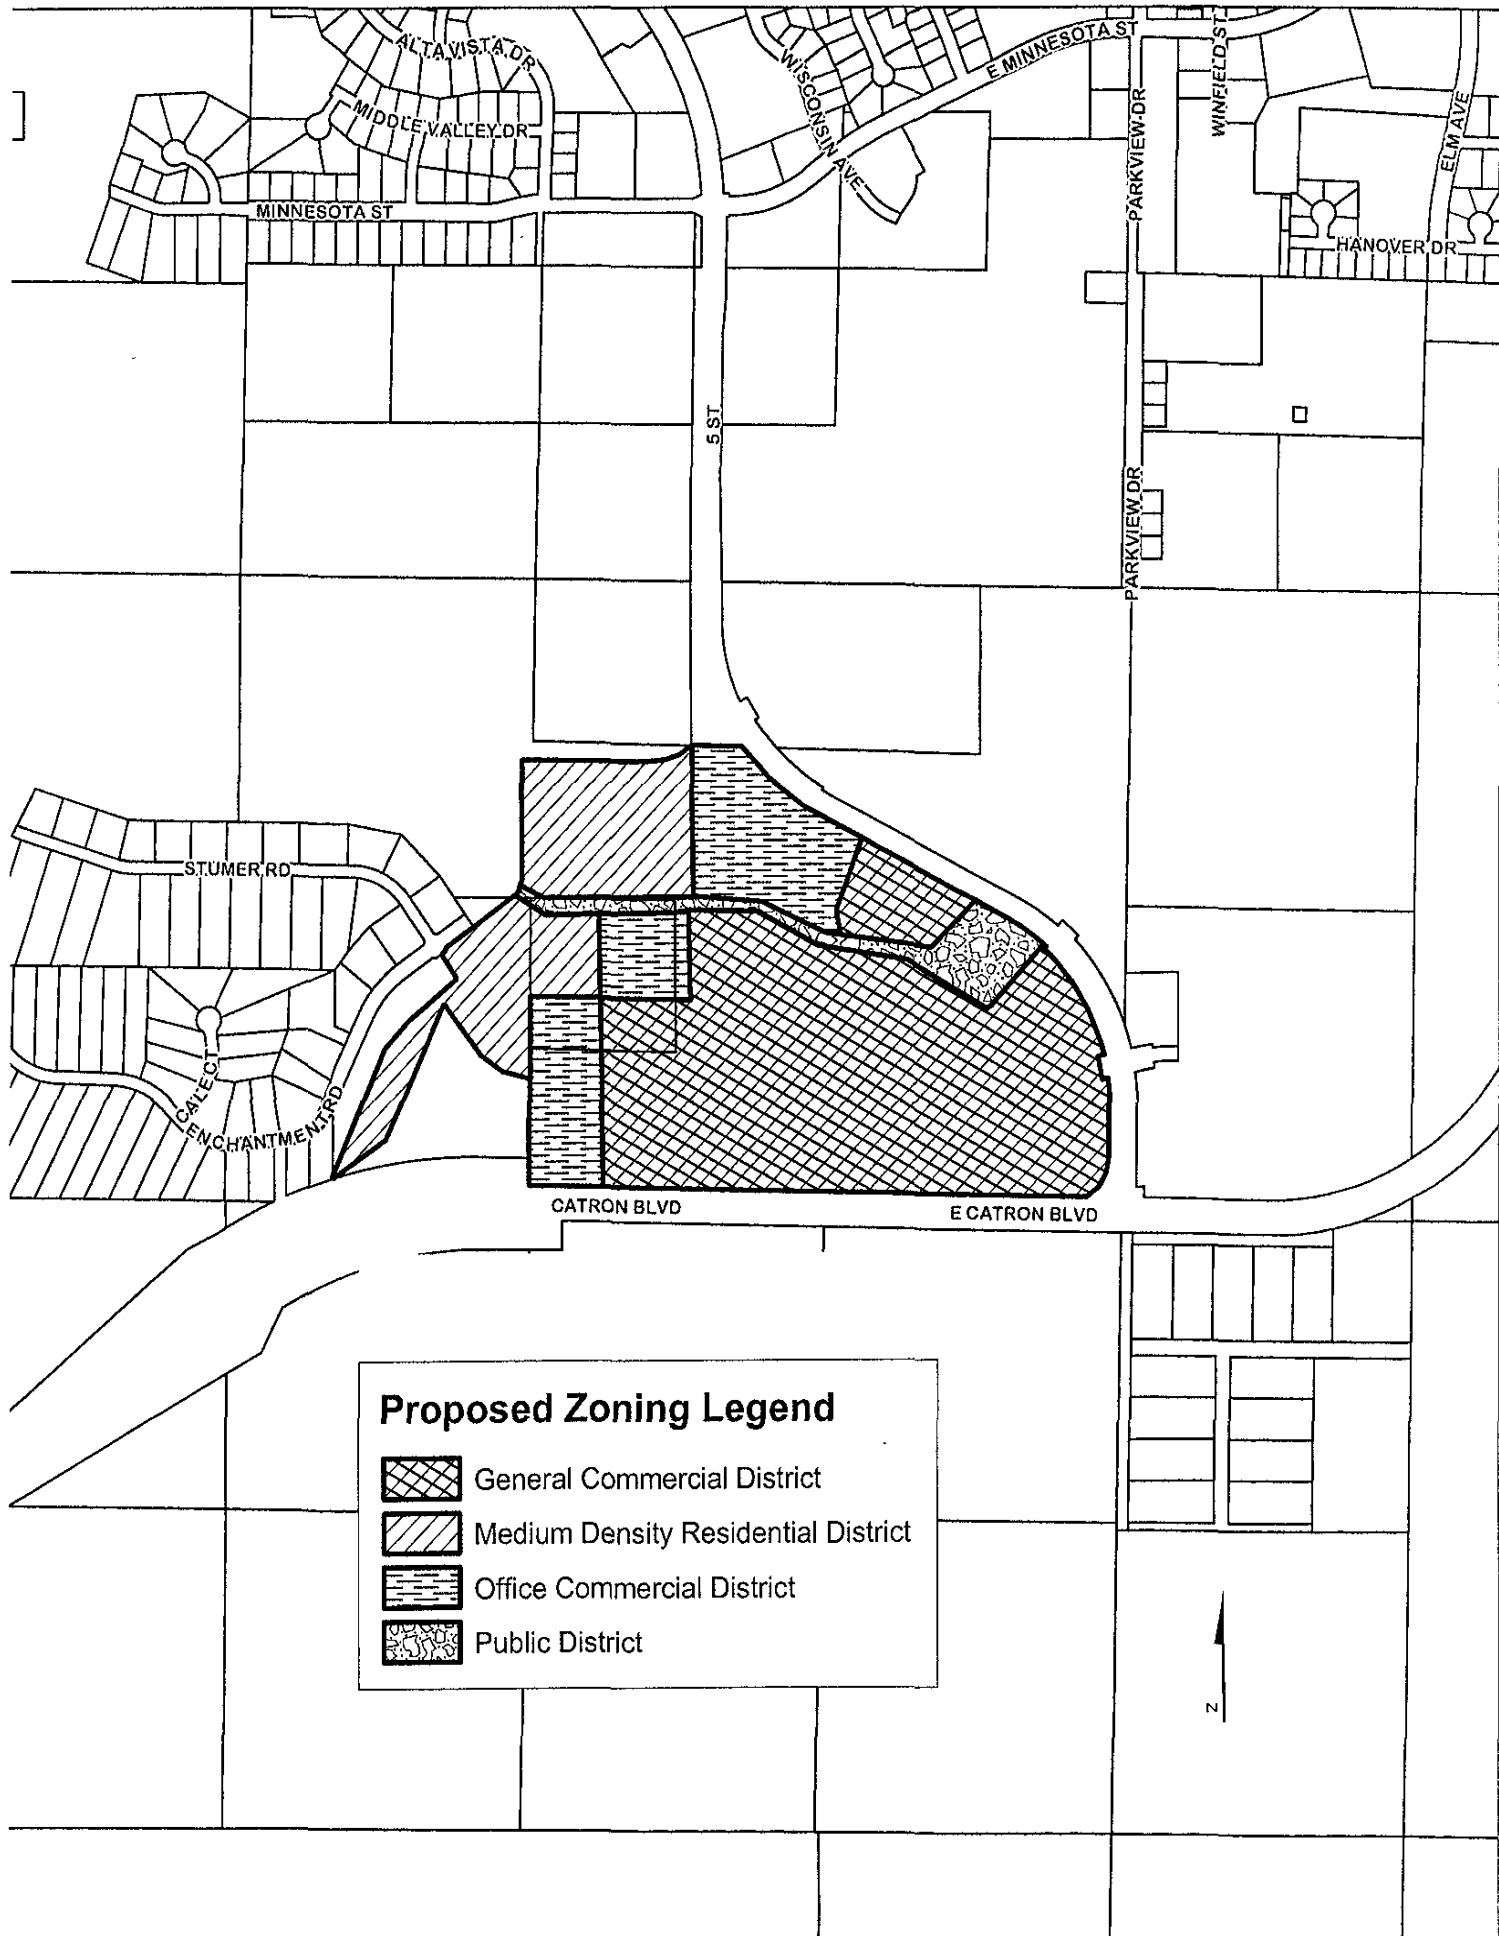 ALTA VISTA DR
WISCONSIN AVE
E MINNESOTA ST
WINFIELD ST
MIDDLE VALLEY DR
PARKVIEW DR
ELM AVE
MINNESOTA ST
HANOVER DR
5 ST
PARKVIEW DR
STUMER RD
CALE CT
ENCHANTMENT RD
CATRON BLVD
E CATRON BLVD
Proposed Zoning Legend
General Commercial District
Medium Density Residential District
Office Commercial District
Public District
N